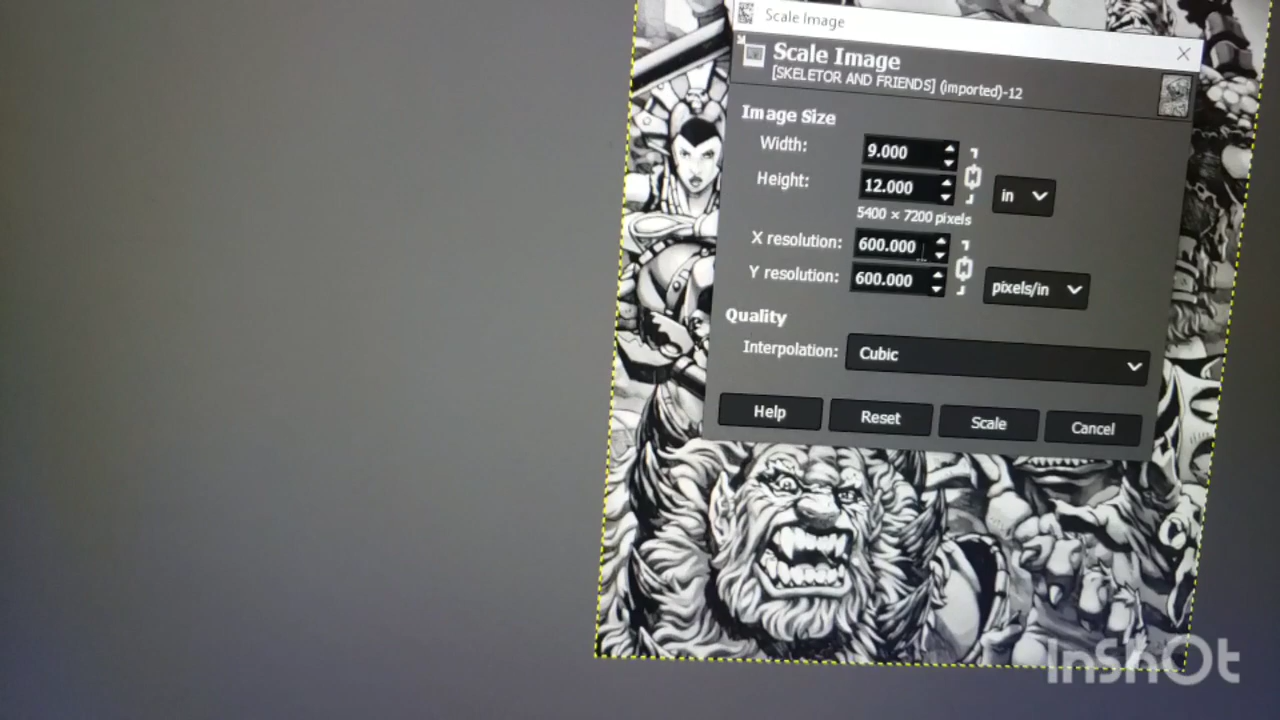 Scale Image
Scale Image
[SKELETOR AND FRIENDS] (imported)-12
Image Size
Width: 9.000
Height: 12.000 in
5400 × 7200 pixels
X resolution: 600.000
Y resolution: 600.000 pixels/in
Quality
Interpolation: Cubic
Help Reset Scale Cancel
InShOt